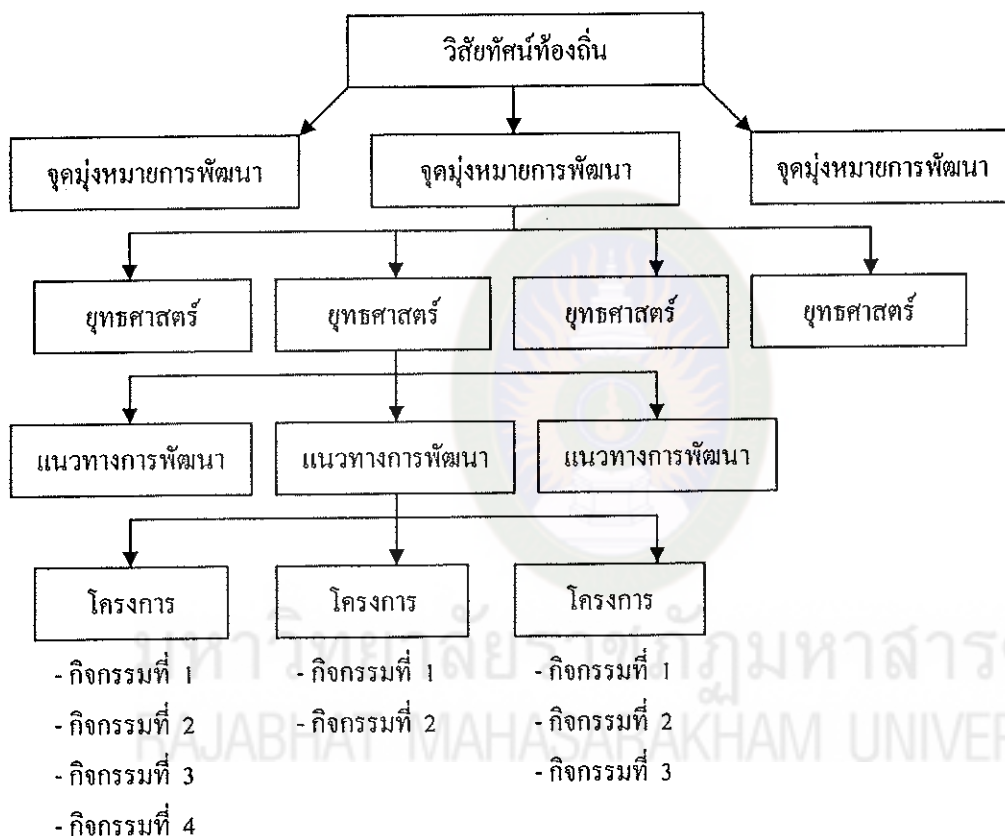 วิสัยทัศน์ท้องถิ่น
จุดมุ่งหมายการพัฒนา
จุดมุ่งหมายการพัฒนา
จุดมุ่งหมายการพัฒนา
ยุทธศาสตร์
ยุทธศาสตร์
ยุทธศาสตร์
ยุทธศาสตร์
แนวทางการพัฒนา
แนวทางการพัฒนา
แนวทางการพัฒนา
โครงการ
โครงการ
โครงการ
- กิจกรรมที่ 1
- กิจกรรมที่ 2
- กิจกรรมที่ 3
- กิจกรรมที่ 4
- กิจกรรมที่ 1
- กิจกรรมที่ 2
- กิจกรรมที่ 1
- กิจกรรมที่ 2
- กิจกรรมที่ 3
มหาวิทยาลัยราชภัฏมหาสาร
RAJABHAT MAHASARAKHAM UNIVER